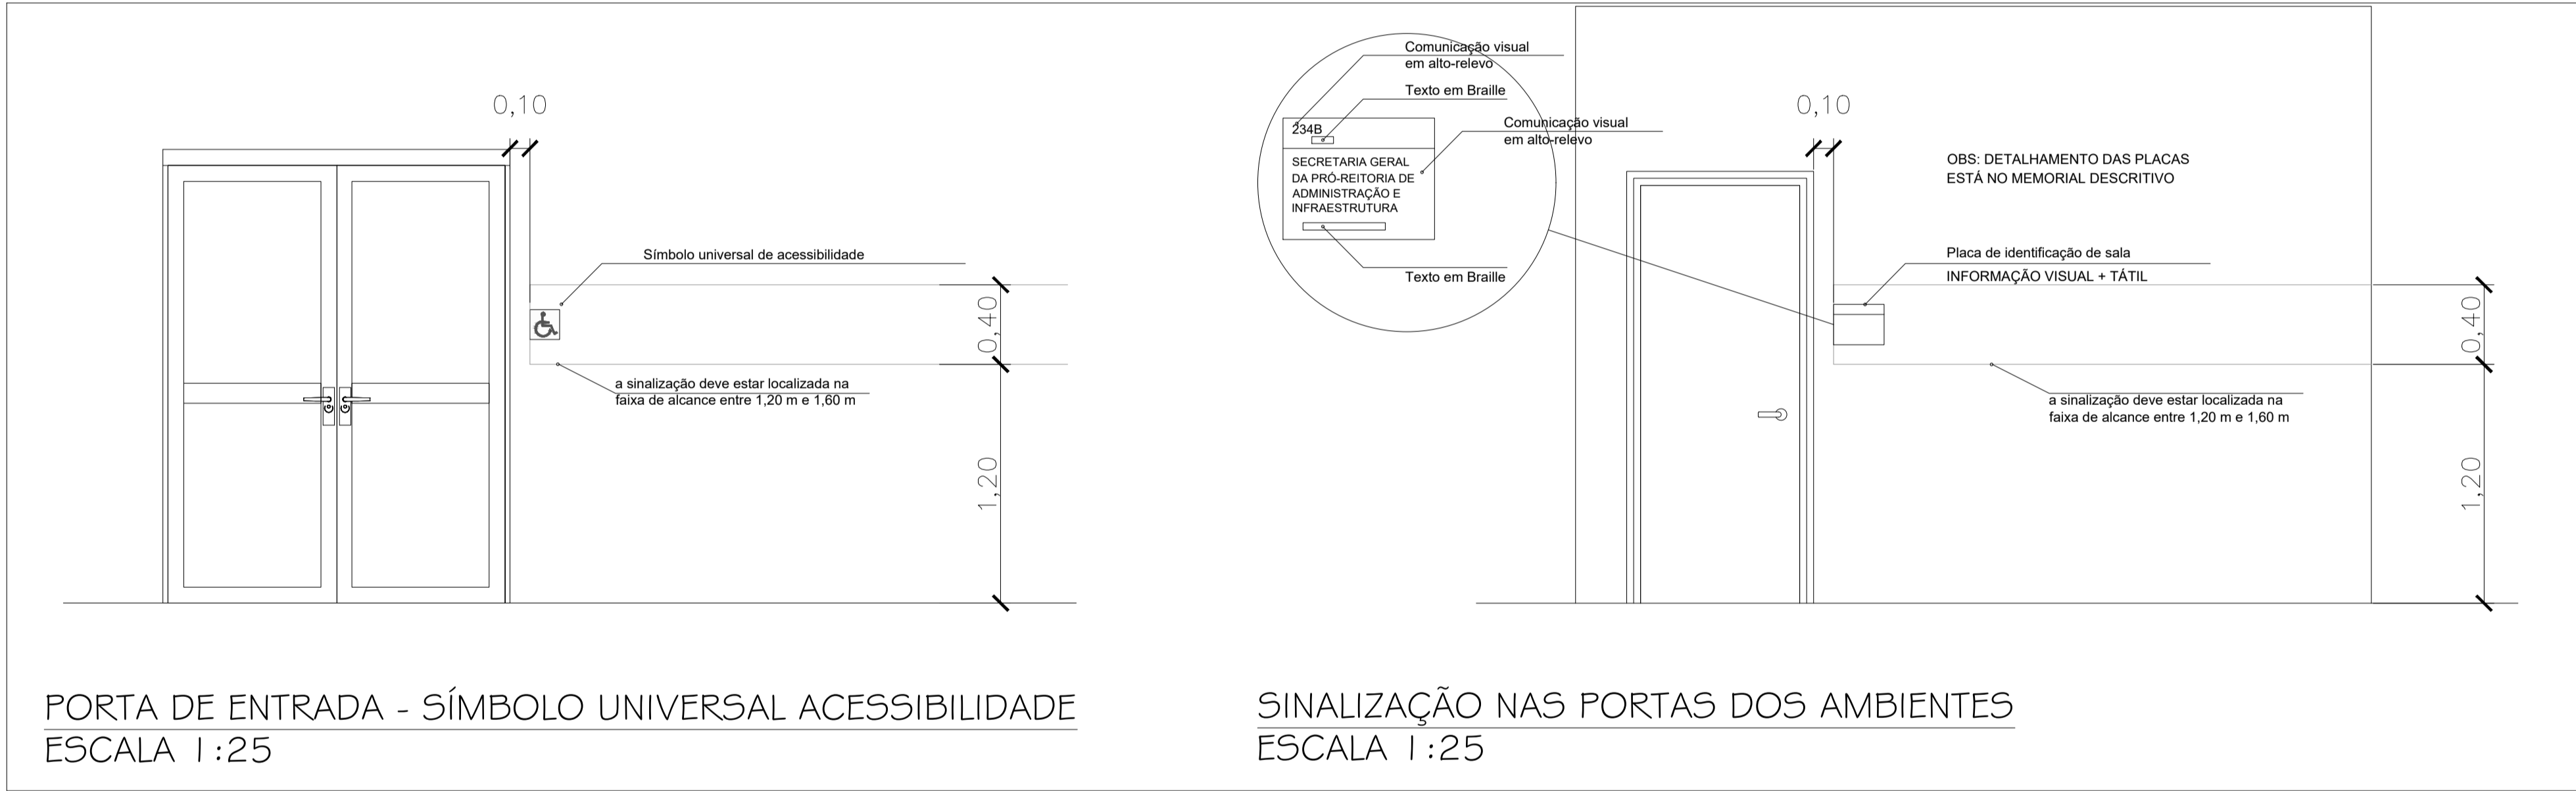 0,10
Símbolo universal de acessibilidade
0,40
a sinalização deve estar localizada na
faixa de alcance entre 1,20 m e 1,60 m
1,20
PORTA DE ENTRADA - SÍMBOLO UNIVERSAL ACESSIBILIDADE
ESCALA 1:25
Comunicação visual
em alto-relevo
Texto em Braille
Comunicação visual
em alto-relevo
234B
SECRETARIA GERAL
DA PRÓ-REITORIA DE
ADMINISTRAÇÃO E
INFRAESTRUTURA
Texto em Braille
0,10
OBS: DETALHAMENTO DAS PLACAS
ESTÁ NO MEMORIAL DESCRITIVO
Placa de identificação de sala
INFORMAÇÃO VISUAL + TÁTIL
0,40
a sinalização deve estar localizada na
faixa de alcance entre 1,20 m e 1,60 m
1,20
SINALIZAÇÃO NAS PORTAS DOS AMBIENTES
ESCALA 1:25